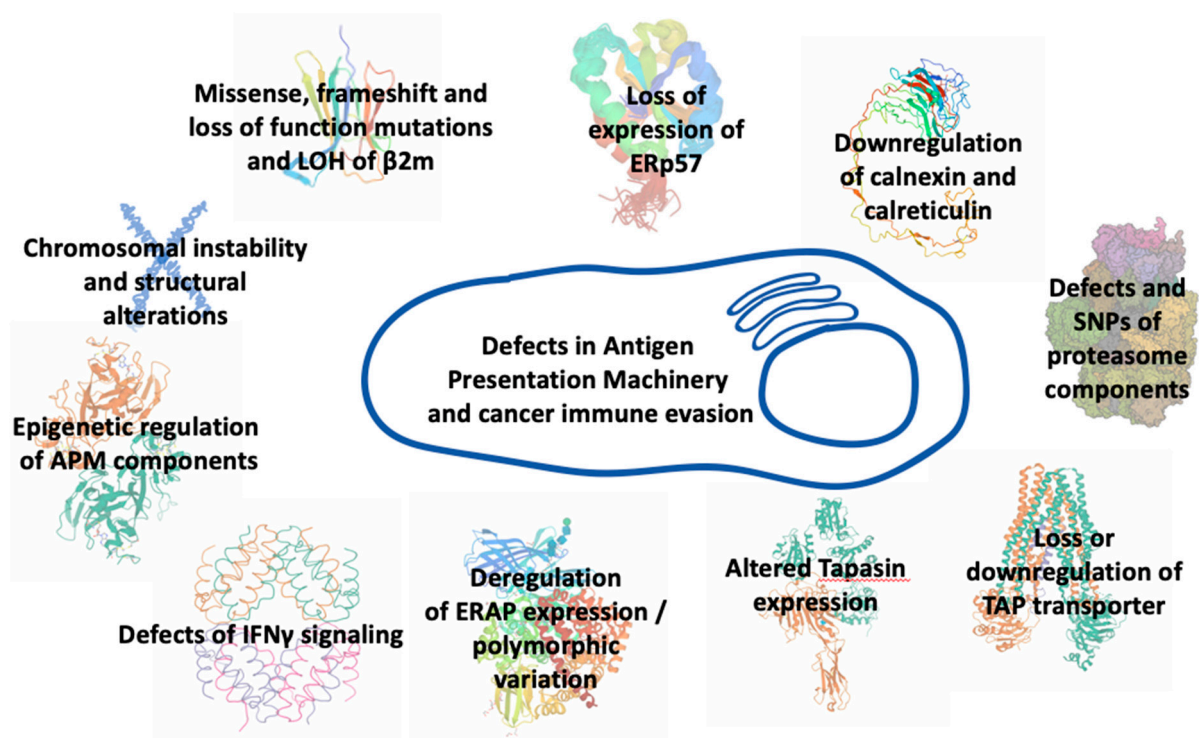 Missense, frameshift and
loss of function mutations
and LOH of β2m
Loss of
expression of
ERp57
Downregulation
of calnexin and
calreticulin
Chromosomal instability
and structural
alterations
Defects and
SNPs of
proteasome
components
Defects in Antigen
Presentation Machinery
and cancer immune evasion
Epigenetic regulation
of APM components
Defects of IFNγ signaling
Deregulation
of ERAP expression /
polymorphic
variation
Altered Tapasin
expression
Loss or
downregulation of
TAP transporter